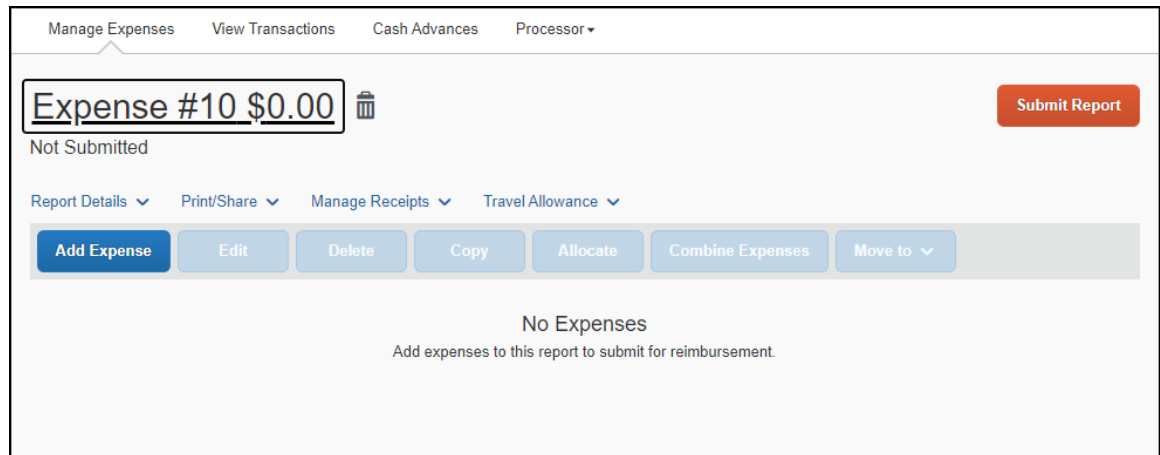 Manage Expenses View Transactions Cash Advances Processor
Expense #10 $0.00
Submit Report
Not Submitted
Report Details Print/Share Manage Receipts Travel Allowance
Add Expense Edit Delete Copy Allocate Combine Expenses Move to
No Expenses
Add expenses to this report to submit for reimbursement.